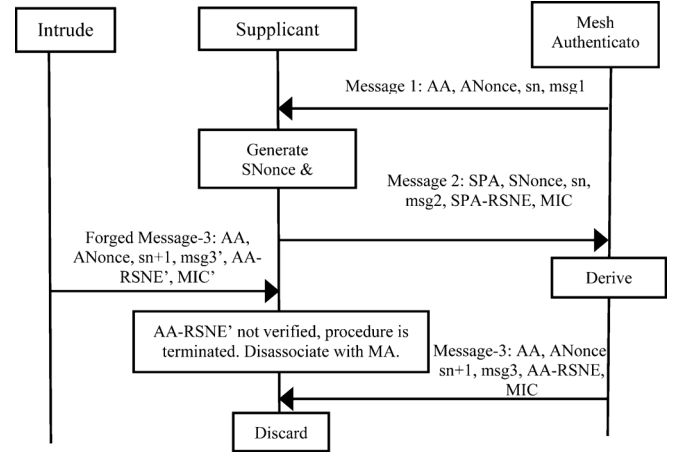 Intrude
Supplicant
Mesh
Authenticato
Message 1: AA, ANonce, sn, msg1
Generate
SNonce &
Message 2: SPA, SNonce, sn,
msg2, SPA-RSNE, MIC
Forged Message-3: AA,
ANonce, sn+1, msg3’, AA-
RSNE’, MIC’
Derive
AA-RSNE’ not verified, procedure is
terminated. Disassociate with MA.
Message-3: AA, ANonce
sn+1, msg3, AA-RSNE,
MIC
Discard